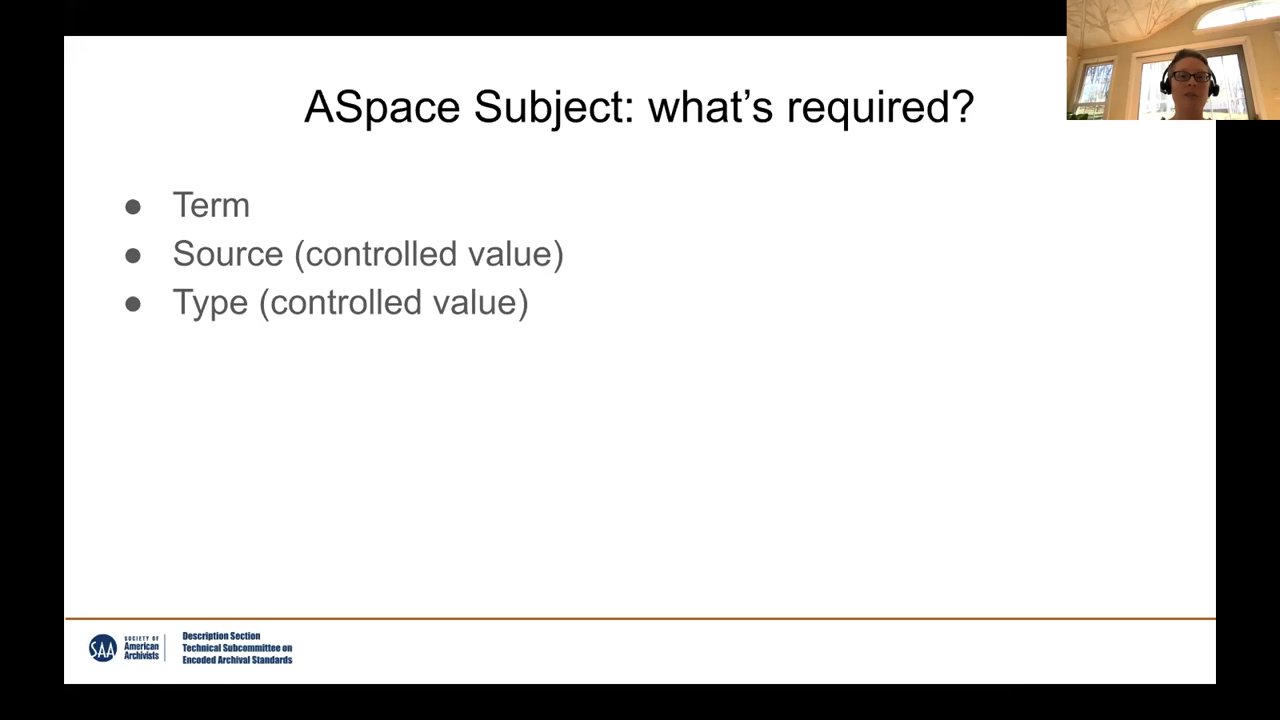 ASpace Subject: what's required?
● Term
● Source (controlled value)
● Type (controlled value)
SAA
SOCIETY OF
American
Archivists
Description Section
Technical Subcommittee on
Encoded Archival Standards